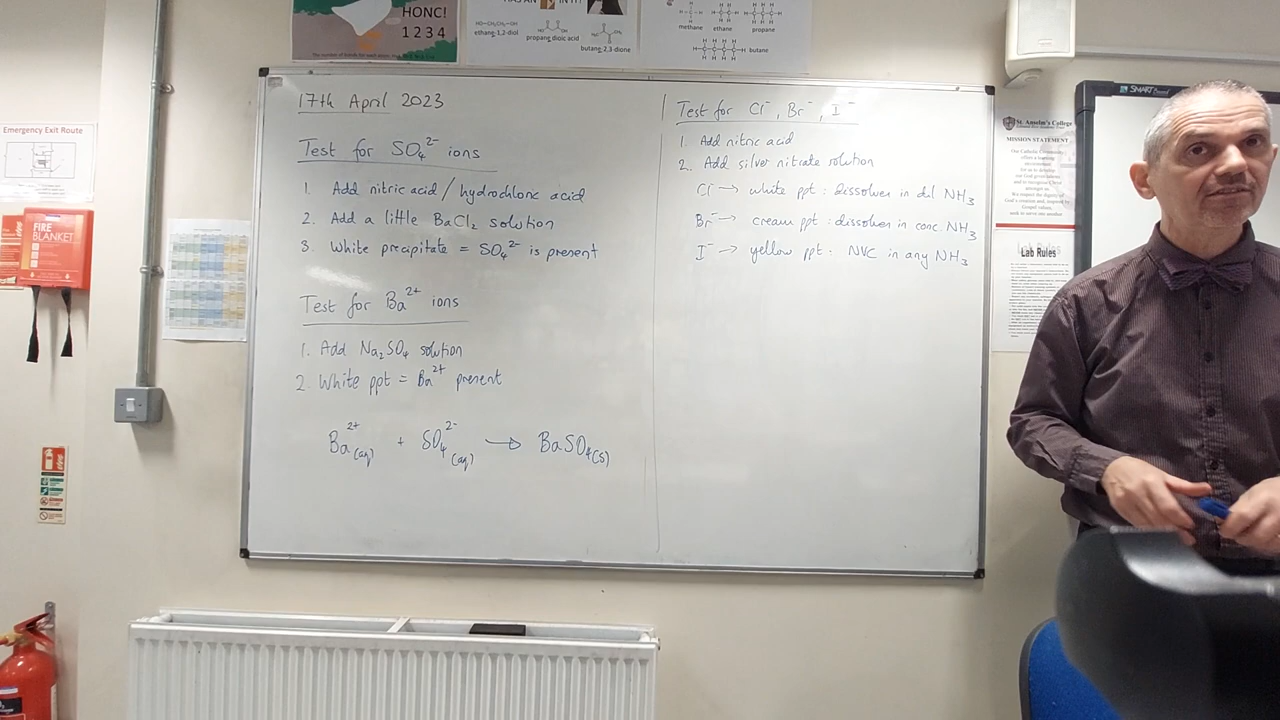 HONC!
1 2 3 4
ethang-1,2-diol
propang dioic acid
butang-2,3-dione
methane
ethane
propane
butane
17th April 2023
Test for SO₄²⁻ ions
1. Add nitric acid / hydrochloric acid
2. Add a little BaCl₂ solution
3. White precipitate = SO₄²⁻ is present
Test for Ba²⁺ ions
1. Add Na₂SO₄ solution
2. White ppt = Ba²⁺ present
Ba²⁺(aq) + SO₄²⁻(aq) → BaSO₄(s)
Test for Cl⁻, Br⁻, I⁻
1. Add nitric acid
2. Add silver nitrate solution
Cl⁻ → white ppt : dissolves in dil NH₃
Br⁻ → cream ppt : dissolves in conc. NH₃
I⁻ → yellow ppt : NVC in any NH₃
Emergency Exit Route
FIRE
BLANKET
SMART Board
St. Anselm's College
MISSION STATEMENT
Lab Rules